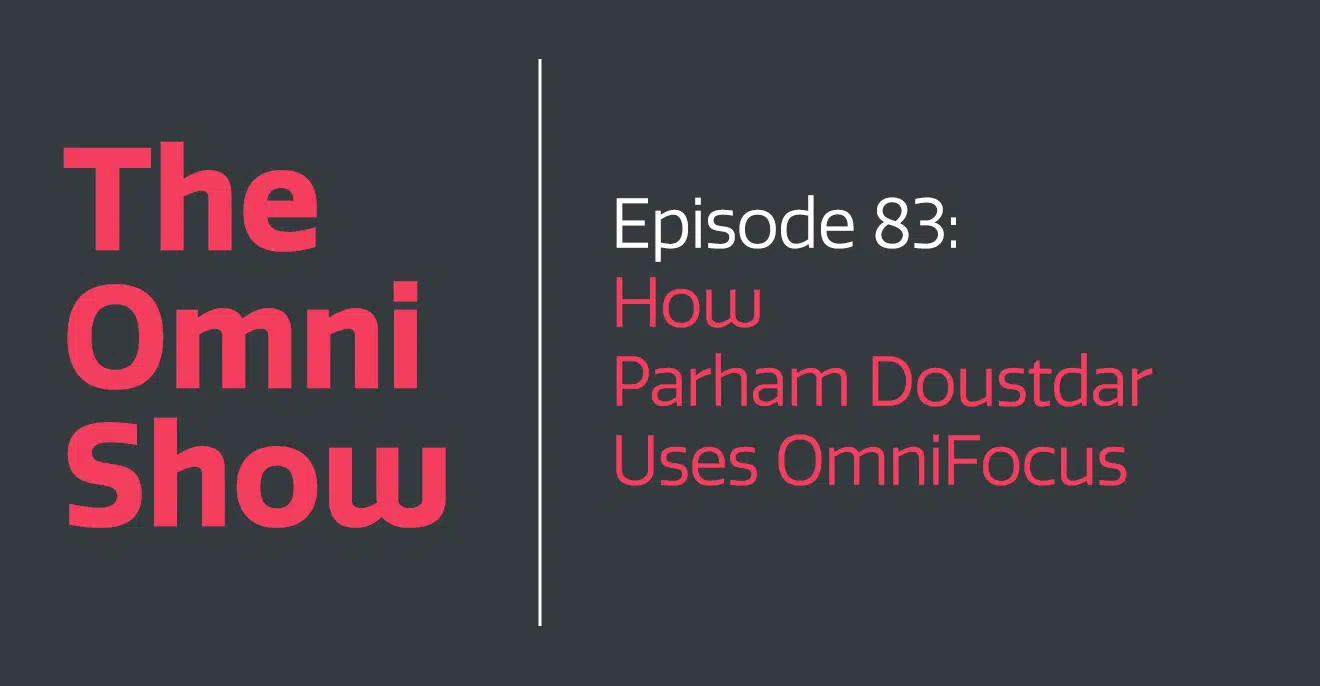 The
Omni
Show
Episode 83:
How
Parham Doustdar
Uses OmniFocus